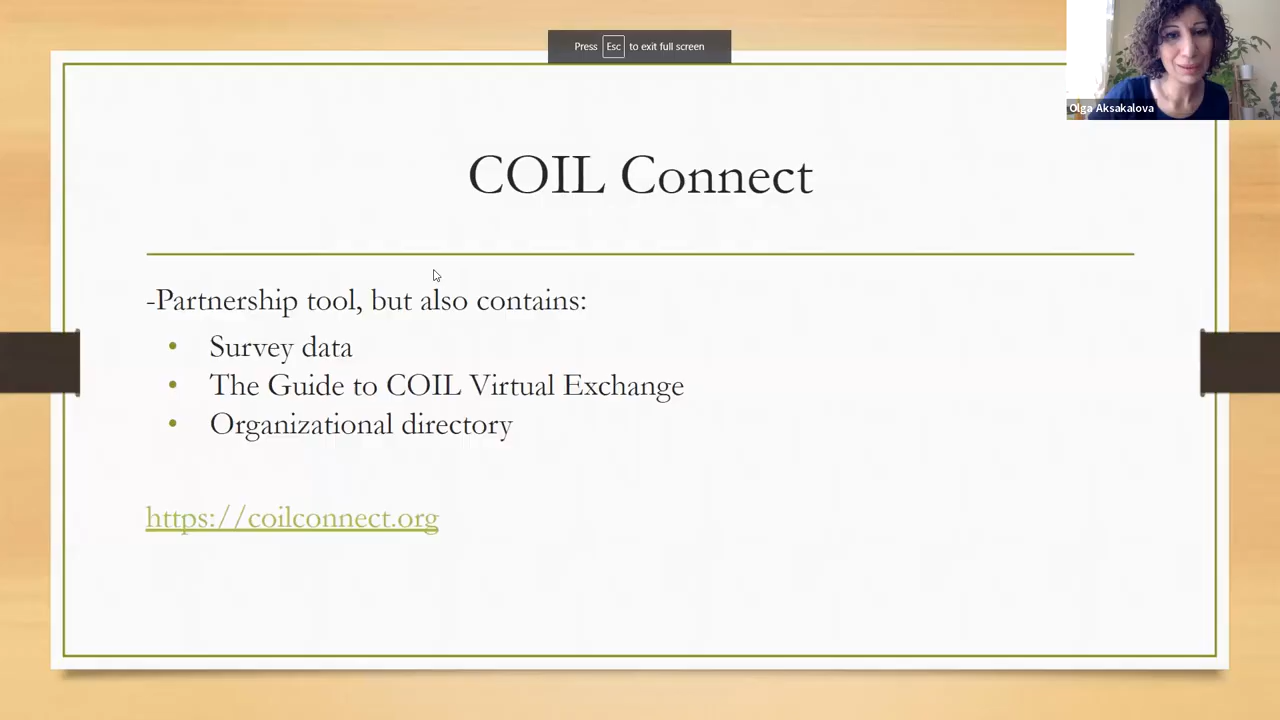 Press Esc to exit full screen
Olga Aksakalova
COIL Connect
-Partnership tool, but also contains:
• Survey data
• The Guide to COIL Virtual Exchange
• Organizational directory
https://coilconnect.org